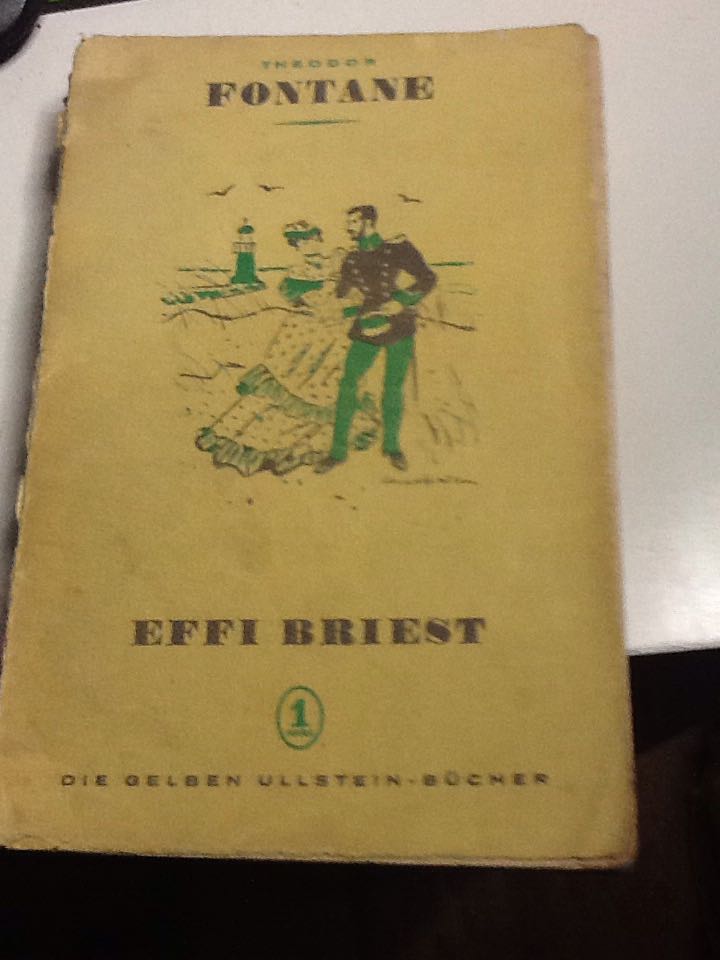 THEODOR
FONTANE
EFFI BRIEST
1
DIE GELBEN ULLSTEIN-BÜCHER